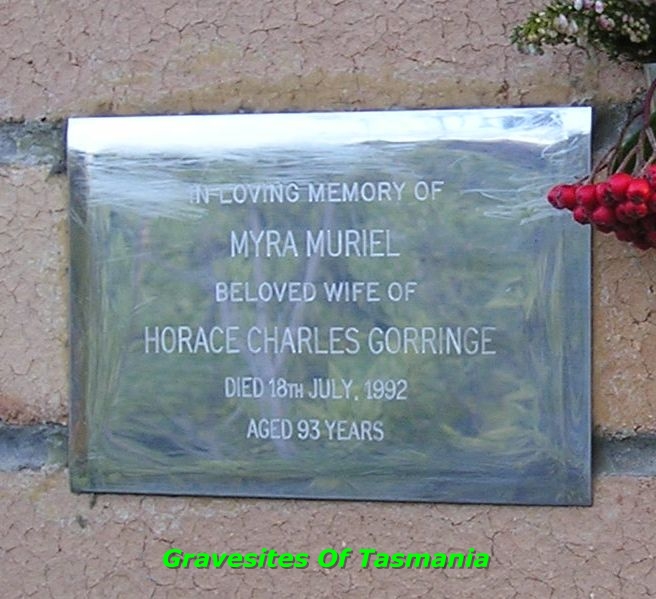 IN LOVING MEMORY OF
MYRA MURIEL
BELOVED WIFE OF
HORACE CHARLES GORRINGE
DIED 18TH JULY, 1992
AGED 93 YEARS
Gravesites Of Tasmania